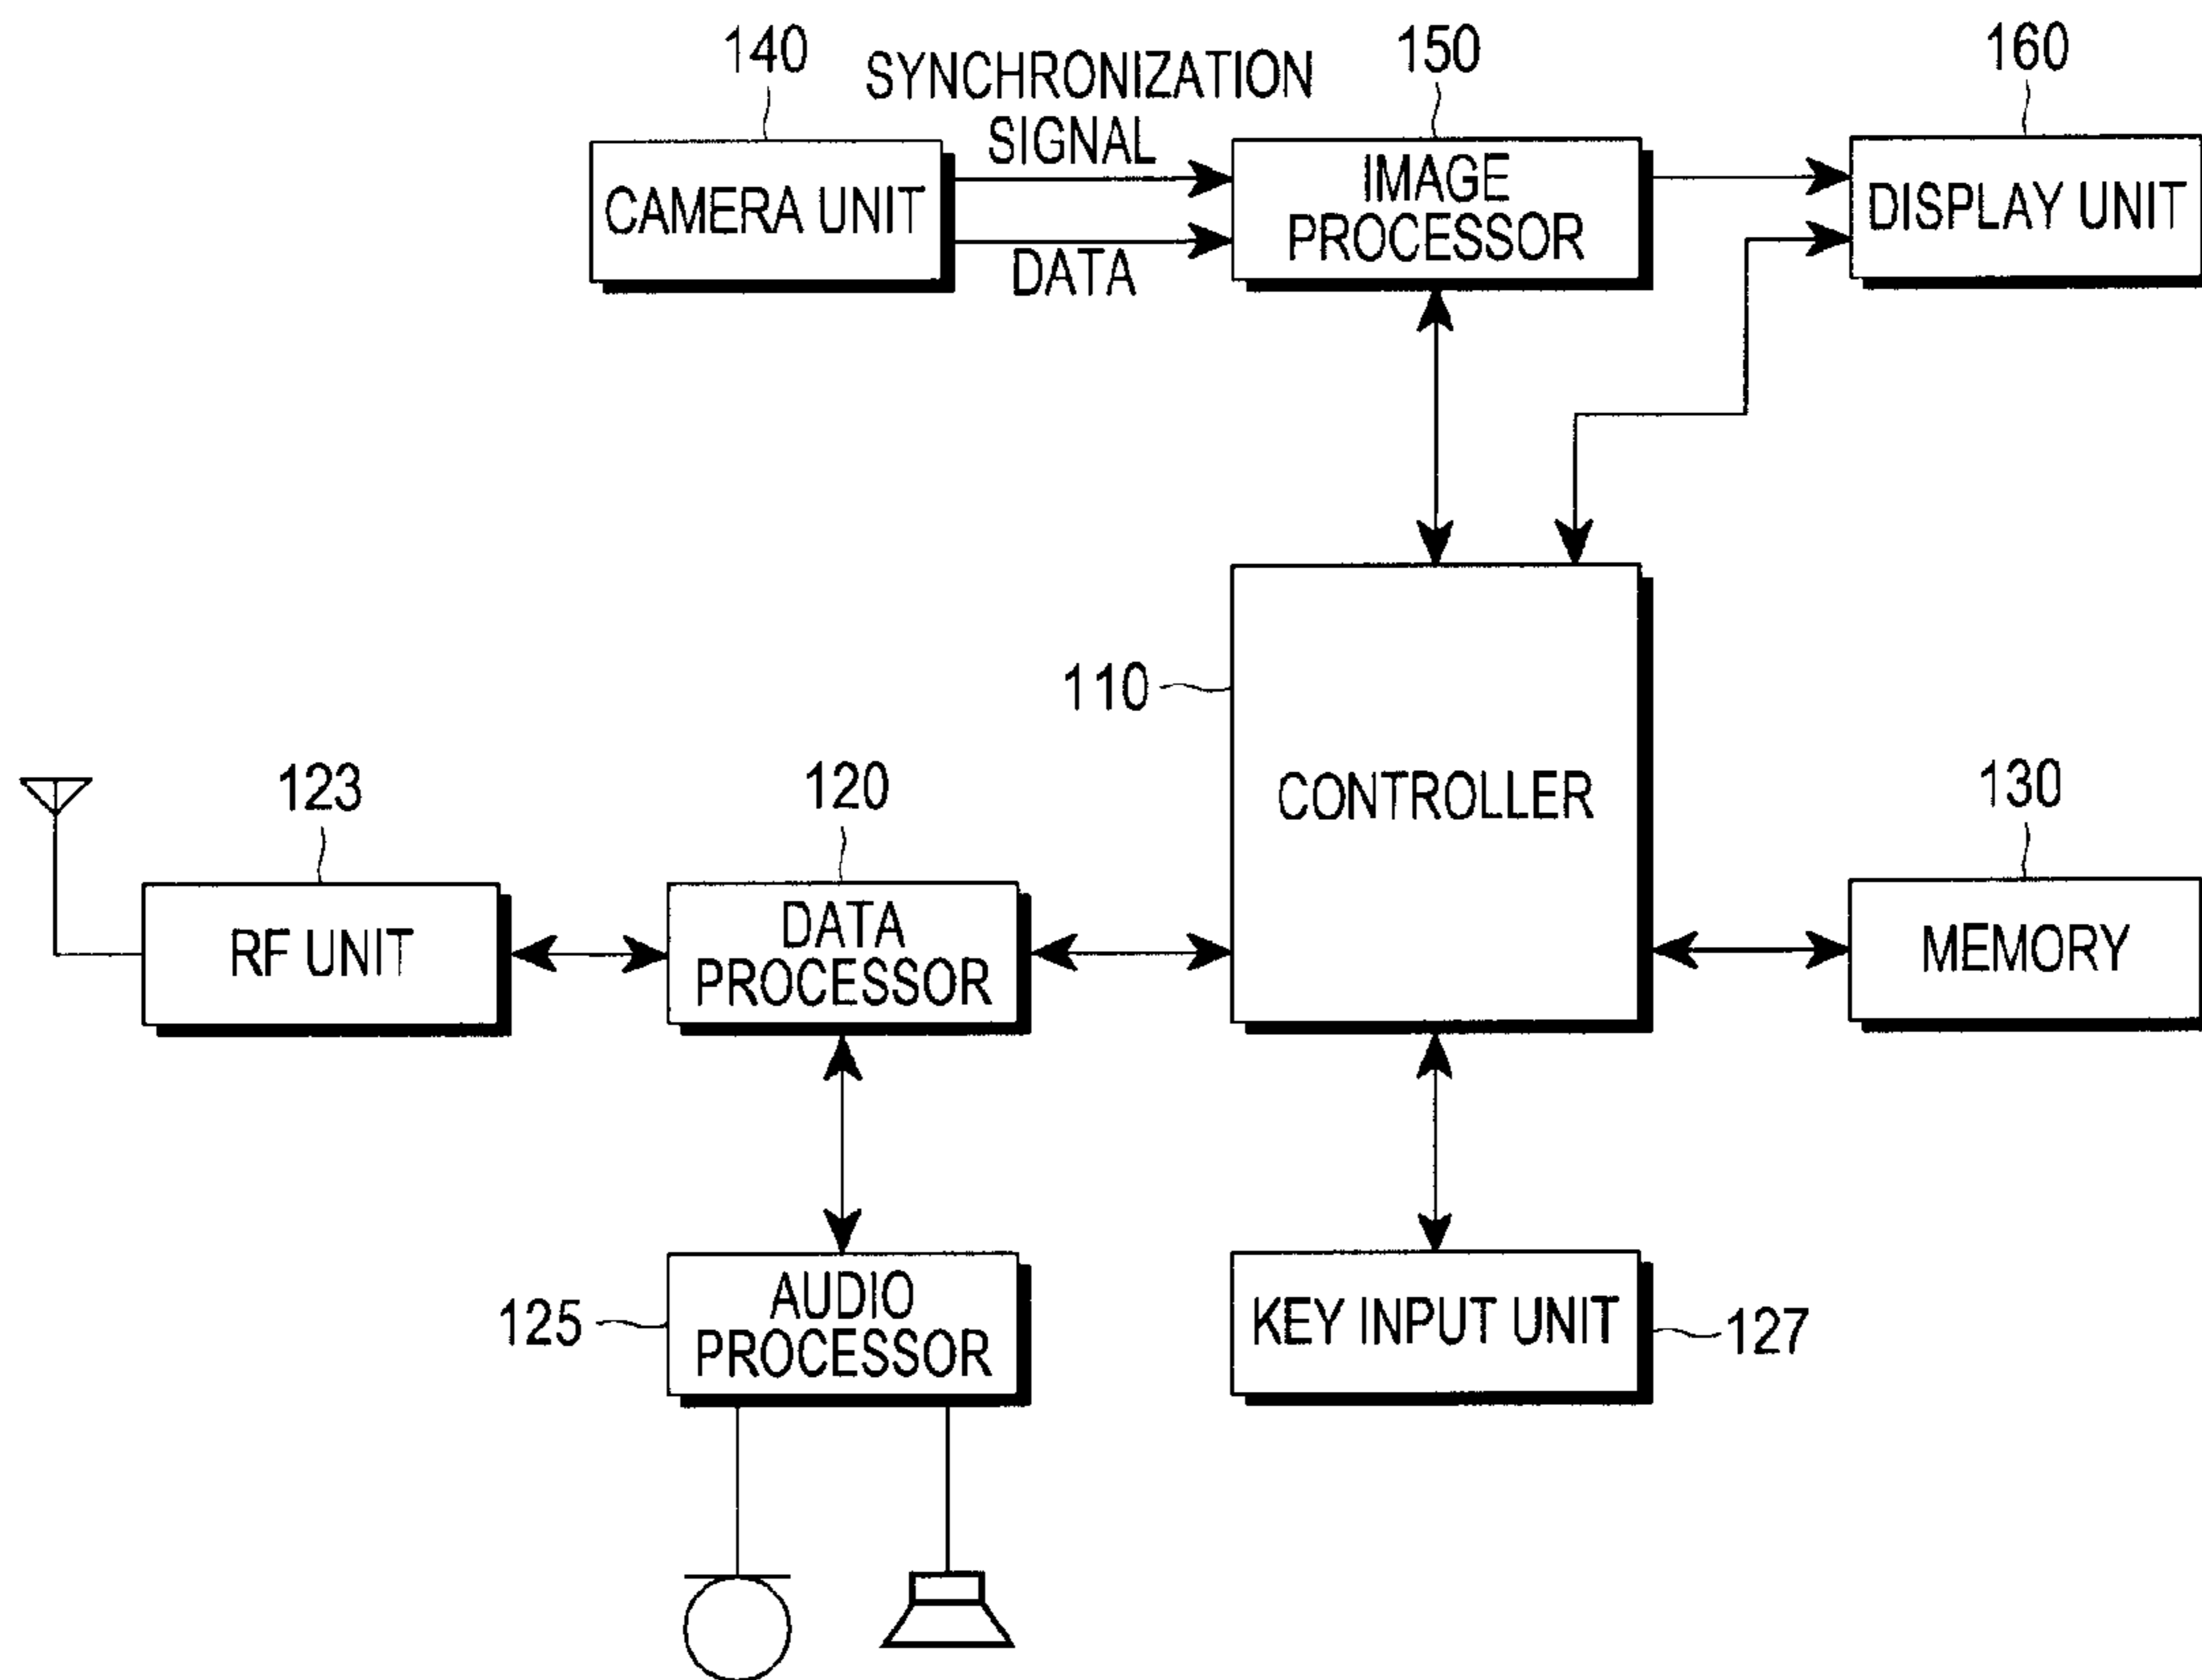 140
SYNCHRONIZATION
SIGNAL
150
160
CAMERA UNIT
IMAGE
PROCESSOR
DISPLAY UNIT
DATA
110
CONTROLLER
123
120
130
RF UNIT
DATA
PROCESSOR
MEMORY
125
AUDIO
PROCESSOR
KEY INPUT UNIT
127